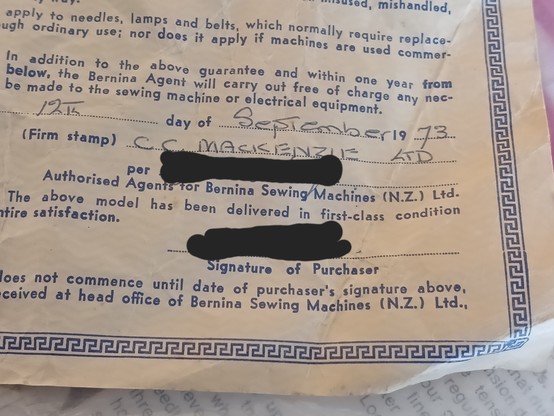 misused, mishandled,
apply to needles, lamps and belts, which normally require replace-
ugh ordinary use; nor does it apply if machines are used commer-
In addition to the above guarantee and within one year from
below, the Bernina Agent will carry out free of charge any nec-
be made to the sewing machine or electrical equipment.
12th day of September 1973
(Firm stamp) C.C. MACKENZIE LTD
per
Authorised Agents for Bernina Sewing Machines (N.Z.) Ltd.
The above model has been delivered in first-class condition
ntire satisfaction.
Signature of Purchaser
does not commence until date of purchaser's signature above,
eceived at head office of Bernina Sewing Machines (N.Z.) Ltd.,